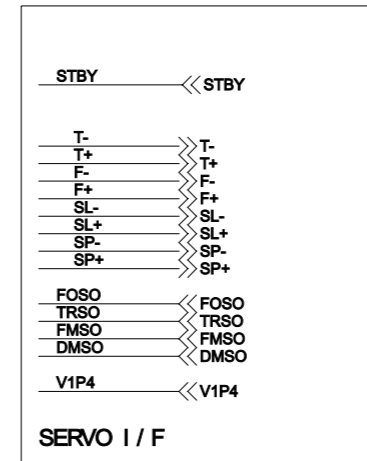 STBY STBY
T- T-
T+ T+
F- F-
F+ F+
SL- SL-
SL+ SL+
SP- SP-
SP+ SP+
FOSO FOSO
TRSO TRSO
FMSO FMSO
DMSO DMSO
V1P4 V1P4
SERVO I / F